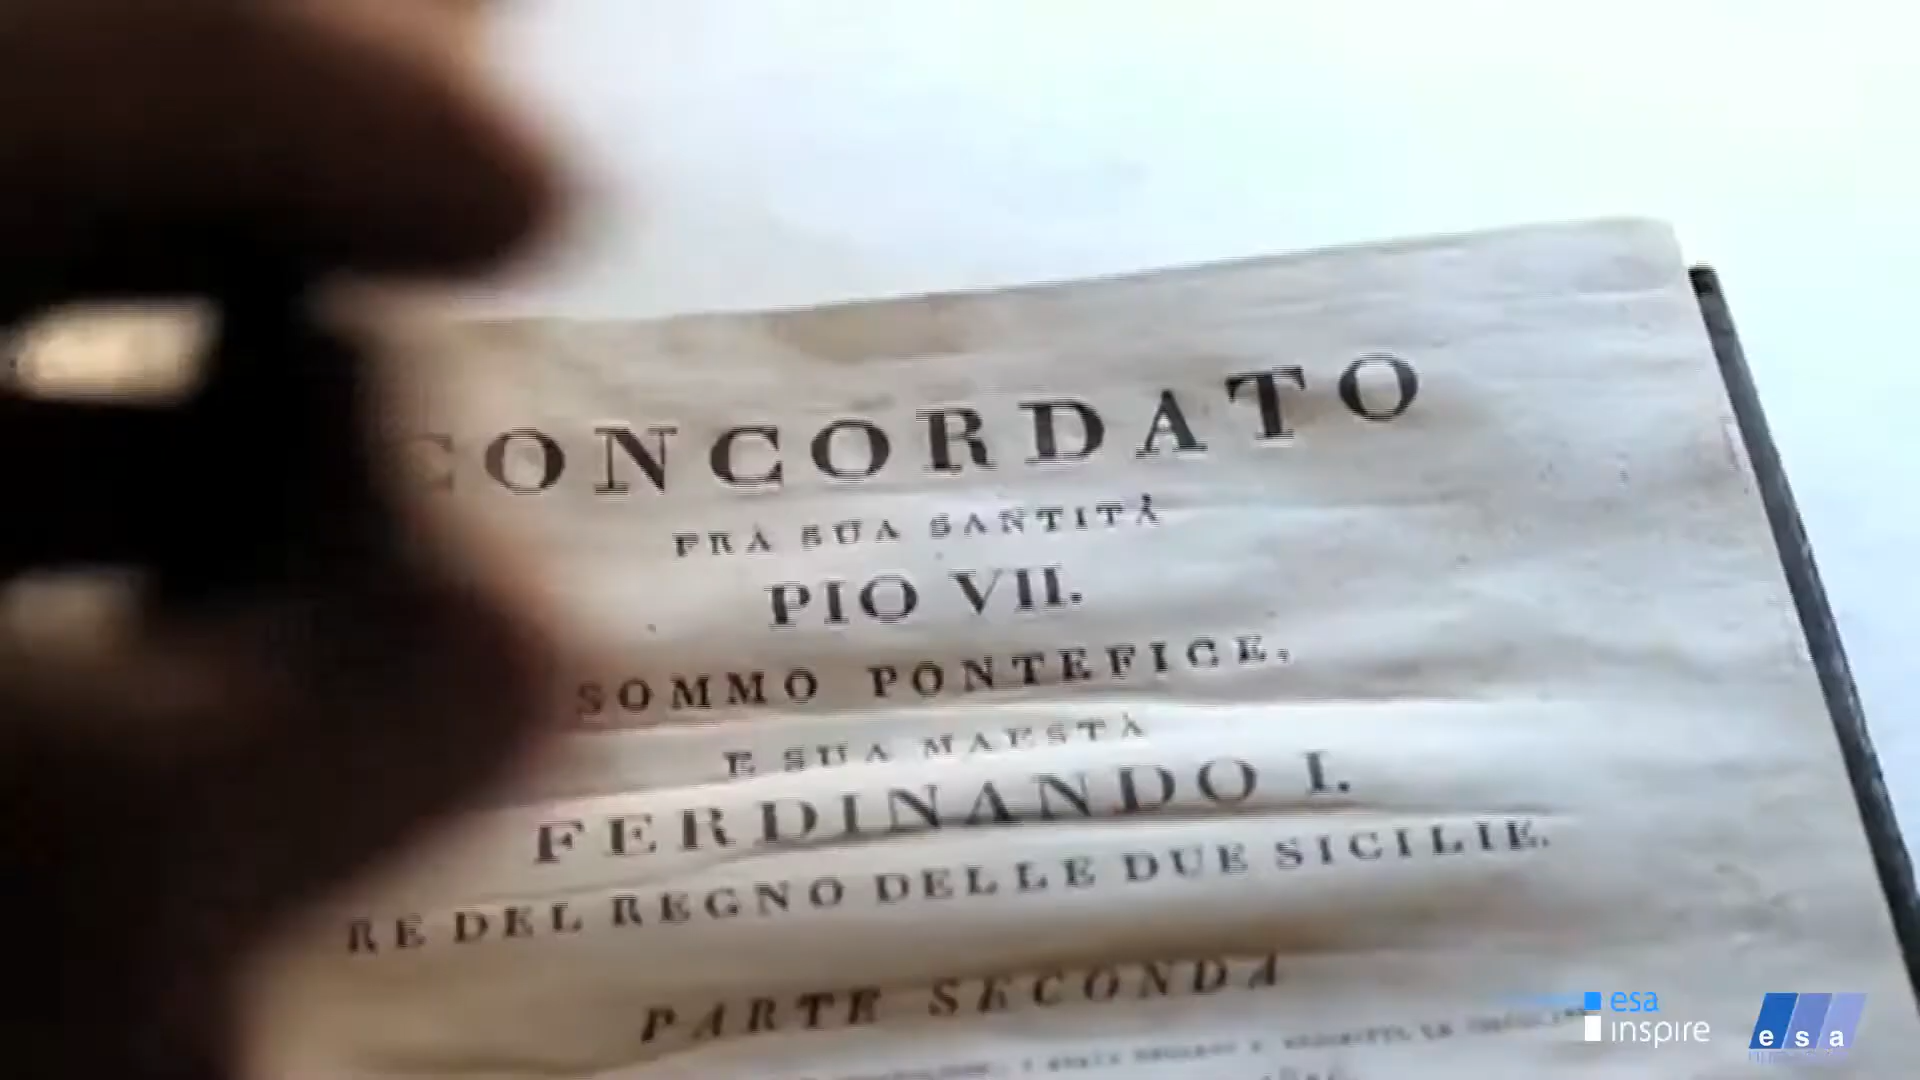 CONCORDATO
FRA SUA SANTITÀ
PIO VII.
SOMMO PONTEFICE,
E SUA MAESTÀ
FERDINANDO I.
RE DEL REGNO DELLE DUE SICILIE.
PARTE SECONDA
esa
inspire
esa